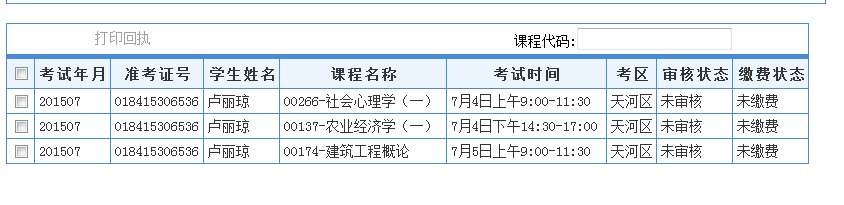 打印回执 课程代码:
考试年月 准考证号 学生姓名 课程名称 考试时间 考区 审核状态 缴费状态
201507 018415306536 卢丽琼 00266-社会心理学（一） 7月4日上午9:00-11:30 天河区 未审核 未缴费
201507 018415306536 卢丽琼 00137-农业经济学（一） 7月4日下午14:30-17:00 天河区 未审核 未缴费
201507 018415306536 卢丽琼 00174-建筑工程概论 7月5日上午9:00-11:30 天河区 未审核 未缴费